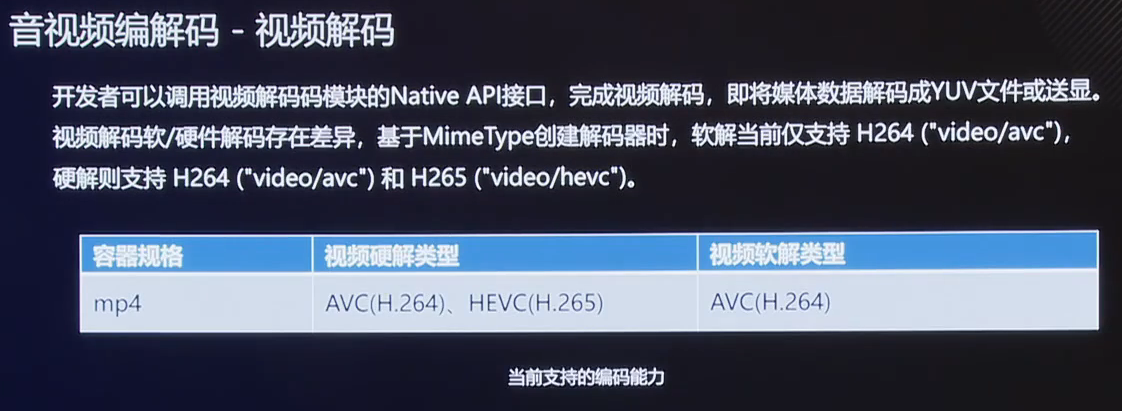 音视频编解码 - 视频解码
开发者可以调用视频解码码模块的Native API接口，完成视频解码，即将媒体数据解码成YUV文件或送显。
视频解码软/硬件解码存在差异，基于MimeType创建解码器时，软解当前仅支持 H264 ("video/avc")，
硬解则支持 H264 ("video/avc") 和 H265 ("video/hevc")。
容器规格 视频硬解类型 视频软解类型
mp4 AVC(H.264)、HEVC(H.265) AVC(H.264)
当前支持的编码能力